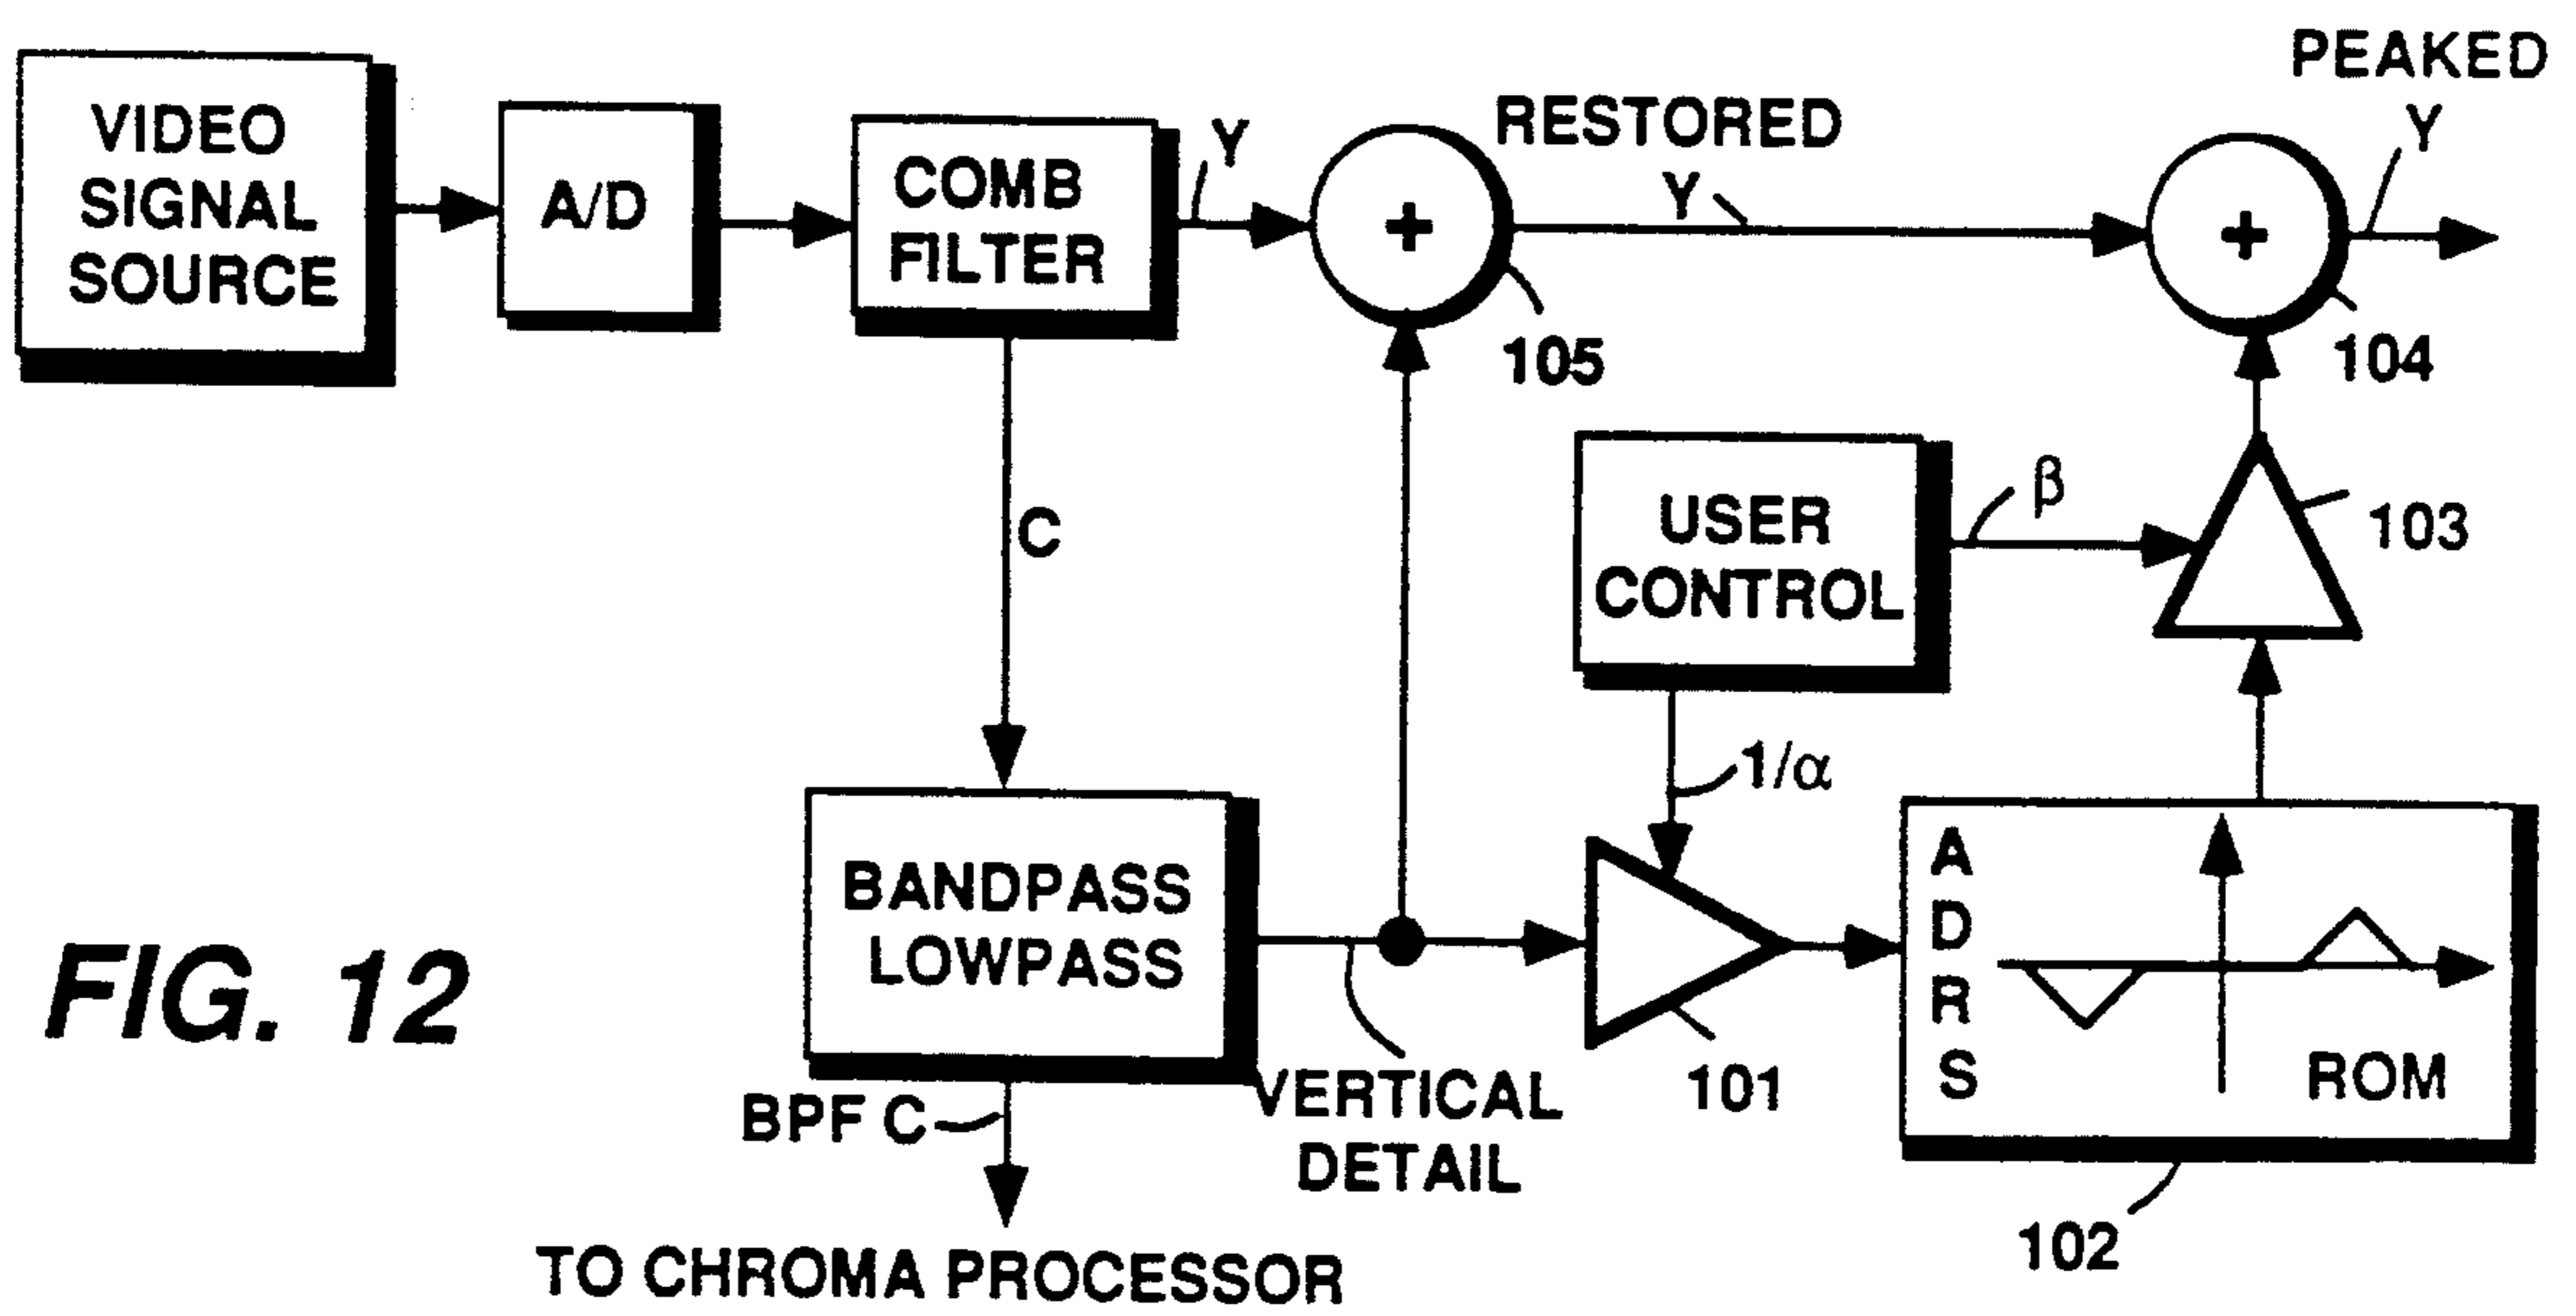 VIDEO
SIGNAL
SOURCE
A/D
COMB
FILTER
Y
+
105
RESTORED
Y
+
104
PEAKED
Y
C
USER
CONTROL
β
103
1/α
BANDPASS
LOWPASS
VERTICAL
DETAIL
101
ADRS
ROM
102
BPF C
TO CHROMA PROCESSOR
FIG. 12